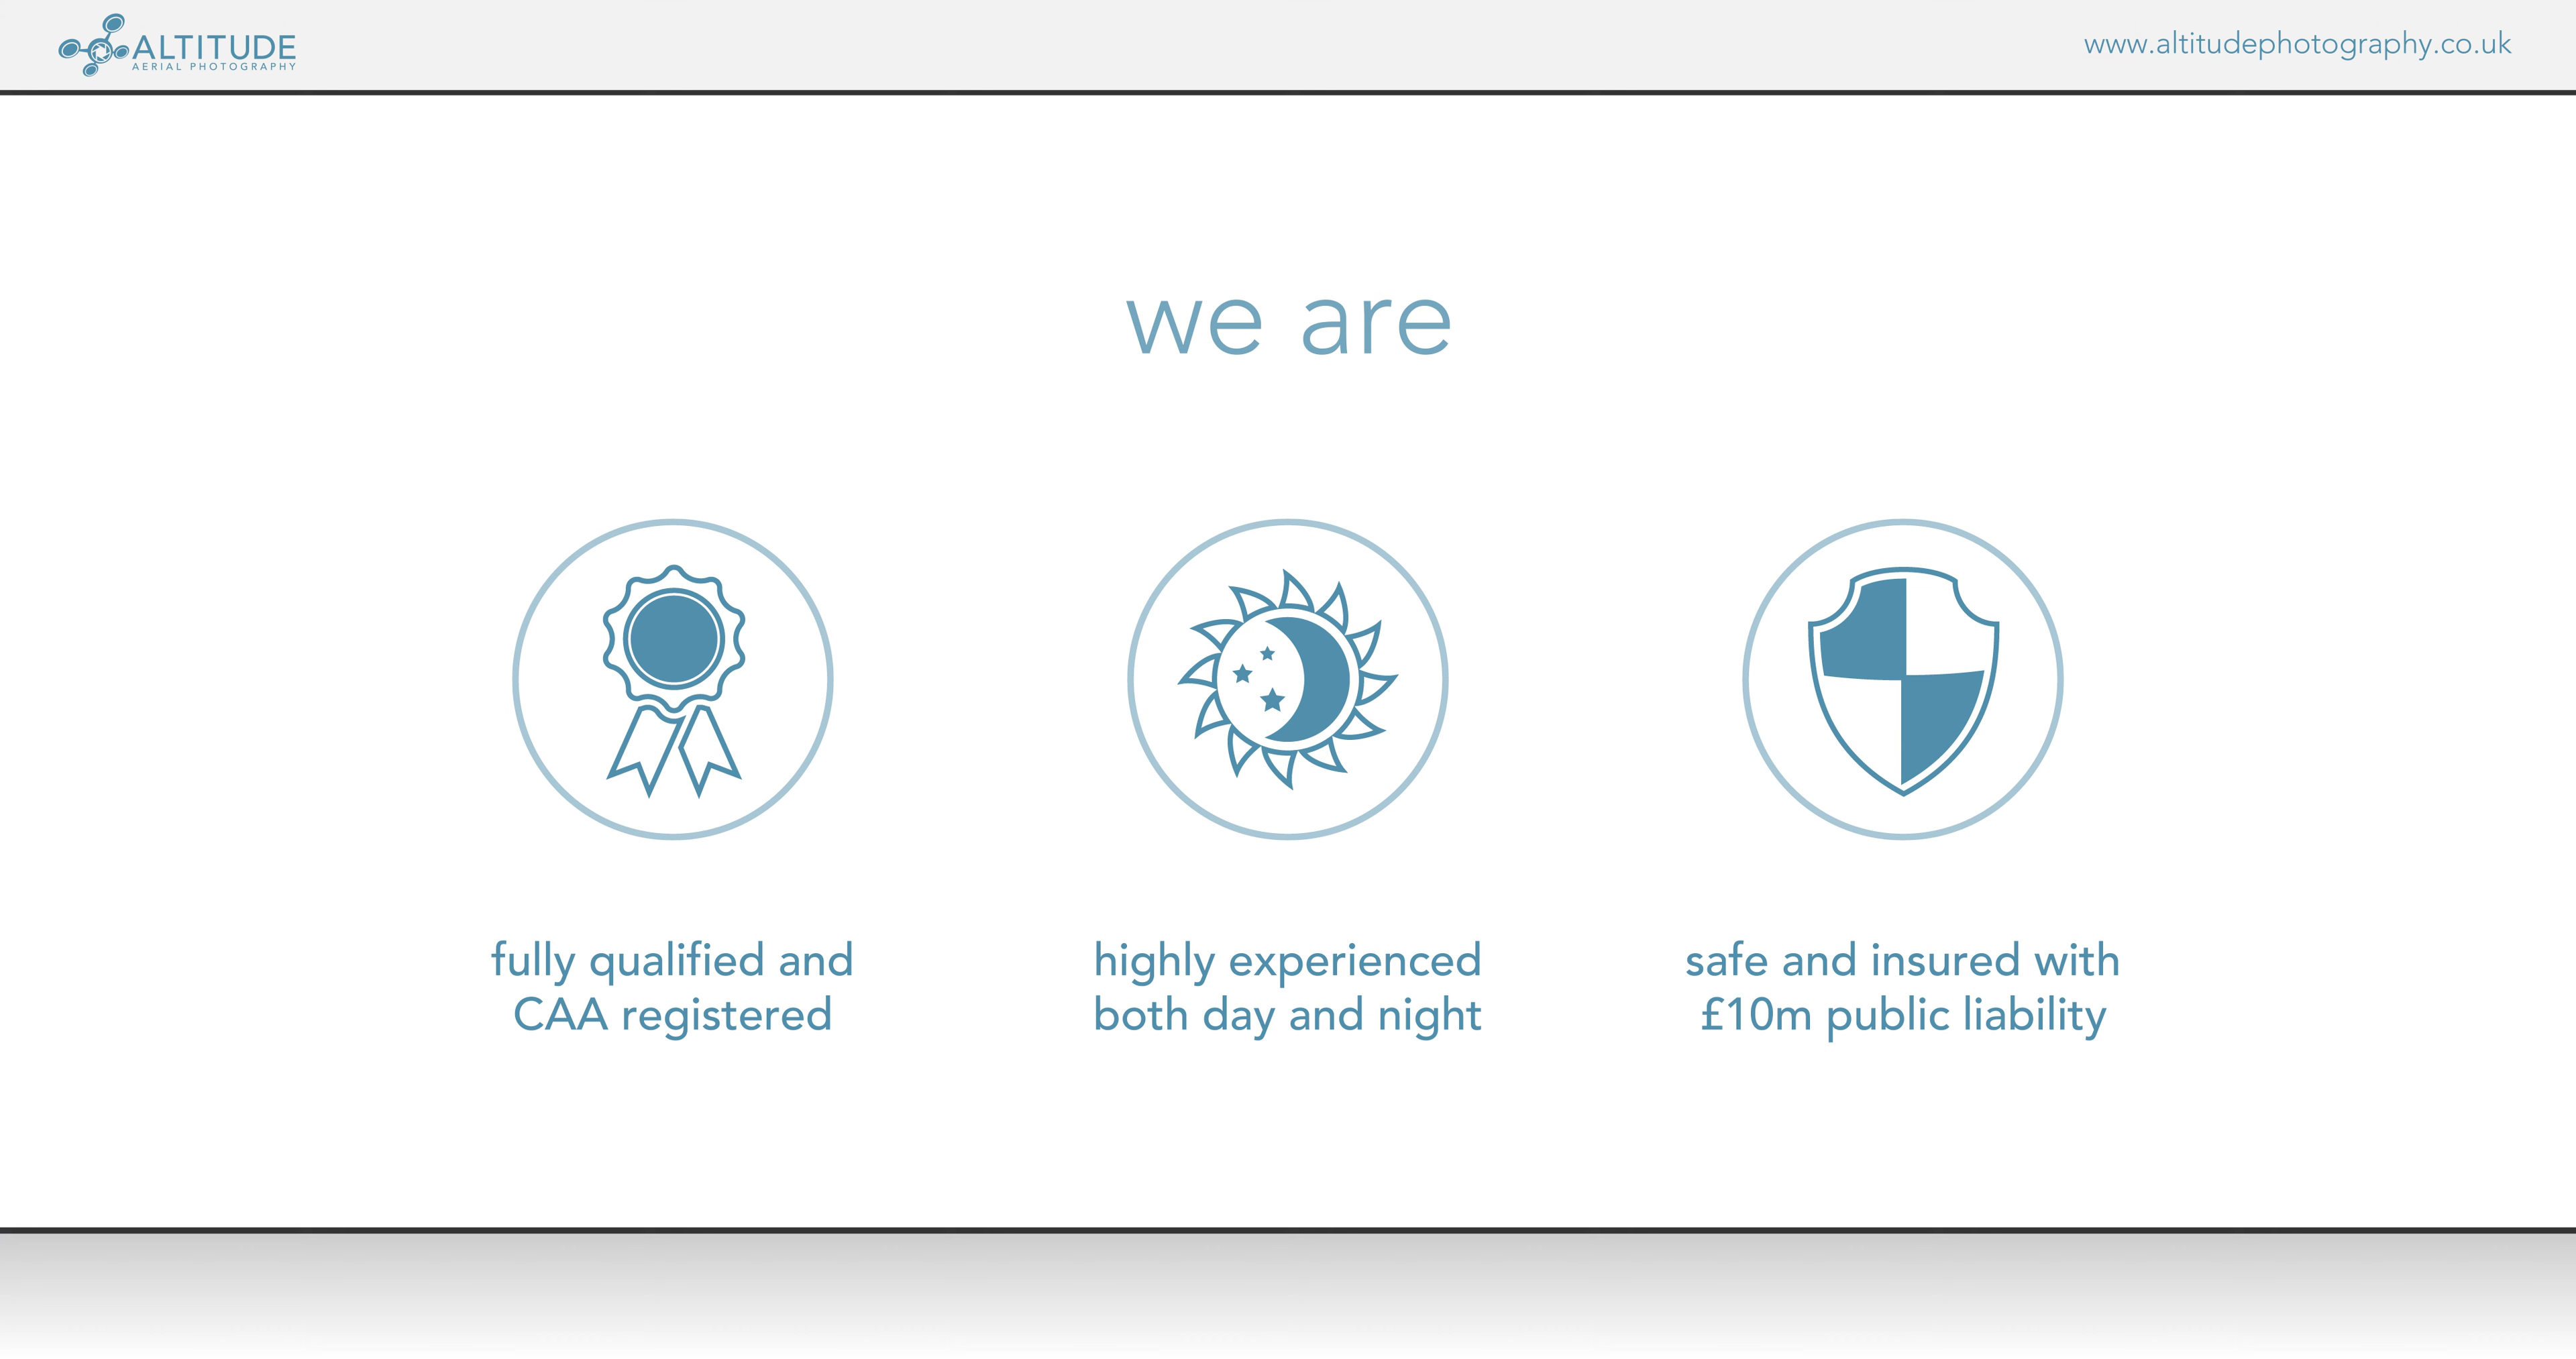 ALTITUDE
AERIAL PHOTOGRAPHY
www.altitudephotography.co.uk
we are
fully qualified and
CAA registered
highly experienced
both day and night
safe and insured with
£10m public liability